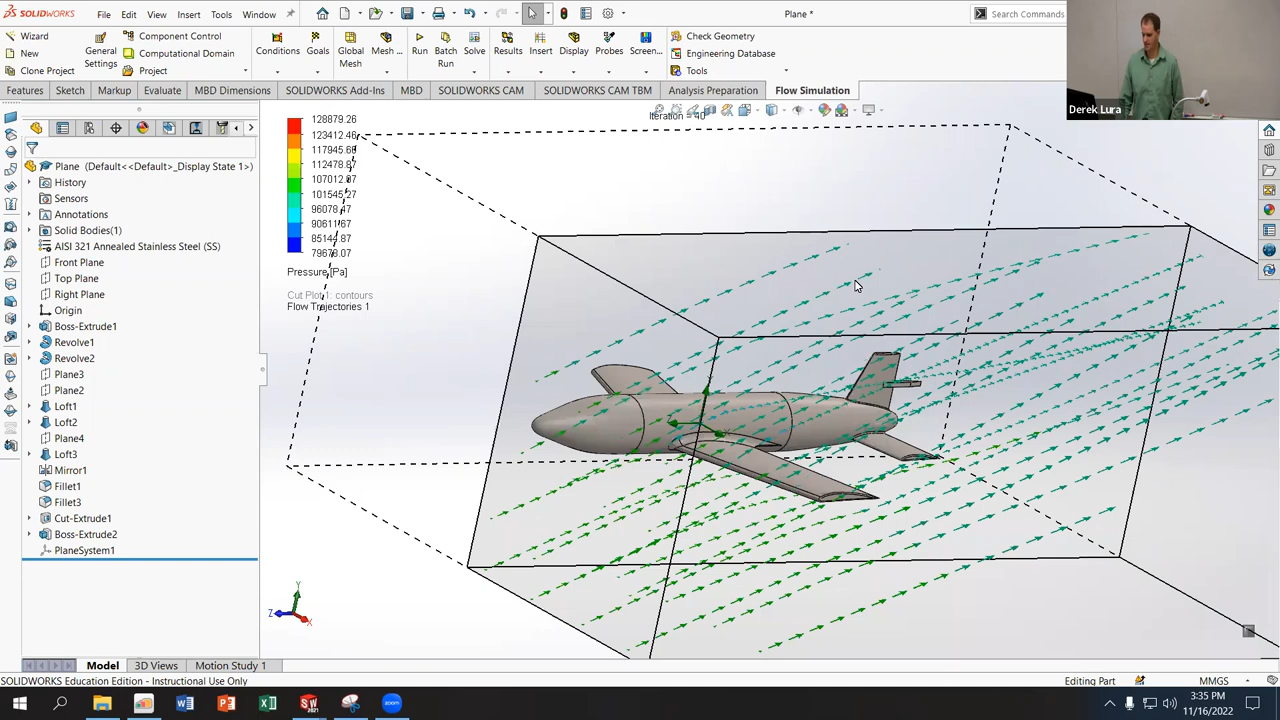 SOLIDWORKS
File
Edit
View
Insert
Tools
Window
Plane *
Search Commands
Wizard
New
Clone Project
General Settings
Component Control
Computational Domain
Project
Conditions
Goals
Global Mesh
Mesh ...
Run
Batch Run
Solve
Results
Insert
Display
Probes
Screen...
Check Geometry
Engineering Database
Tools
Features
Sketch
Markup
Evaluate
MBD Dimensions
SOLIDWORKS Add-Ins
MBD
SOLIDWORKS CAM
SOLIDWORKS CAM TBM
Analysis Preparation
Flow Simulation
Derek Lura
Iteration = 40
Plane (Default<<Default>_Display State 1>)
History
Sensors
Annotations
Solid Bodies(1)
AISI 321 Annealed Stainless Steel (SS)
Front Plane
Top Plane
Right Plane
Origin
Boss-Extrude1
Revolve1
Revolve2
Plane3
Plane2
Loft1
Loft2
Plane4
Loft3
Mirror1
Fillet1
Fillet3
Cut-Extrude1
Boss-Extrude2
PlaneSystem1
128879.26
123412.46
117945.66
112478.87
107012.07
101545.27
96078.47
90611.67
85144.87
79678.07
Pressure [Pa]
Cut Plot 1: contours
Flow Trajectories 1
Y
Z
X
Model
3D Views
Motion Study 1
SOLIDWORKS Education Edition - Instructional Use Only
Editing Part
MMGS
3:35 PM
11/16/2022